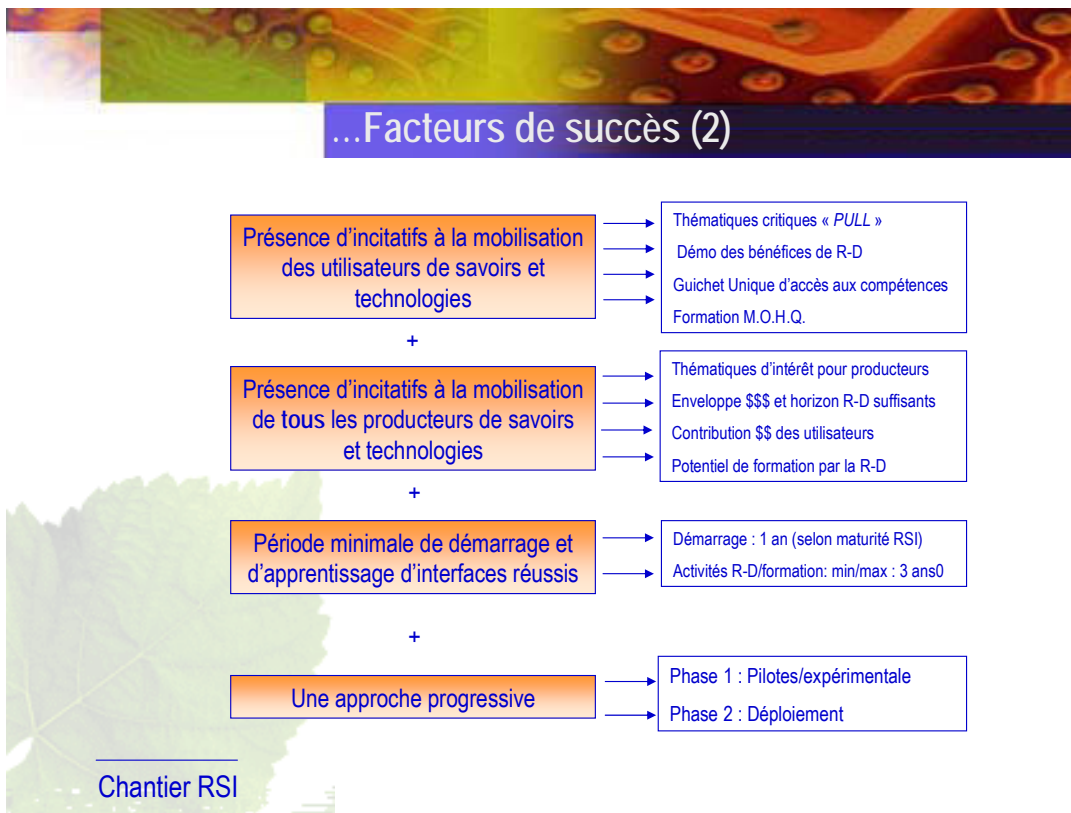 ...Facteurs de succès (2)
Présence d'incitatifs à la mobilisation
des utilisateurs de savoirs et
technologies
Thématiques critiques « PULL »
Démo des bénéfices de R-D
Guichet Unique d'accès aux compétences
Formation M.O.H.Q.
+
Présence d'incitatifs à la mobilisation
de tous les producteurs de savoirs
et technologies
Thématiques d'intérêt pour producteurs
Enveloppe $$$ et horizon R-D suffisants
Contribution $$ des utilisateurs
Potentiel de formation par la R-D
+
Période minimale de démarrage et
d'apprentissage d'interfaces réussis
Démarrage : 1 an (selon maturité RSI)
Activités R-D/formation: min/max : 3 ans0
+
Une approche progressive
Phase 1 : Pilotes/expérimentale
Phase 2 : Déploiement
Chantier RSI